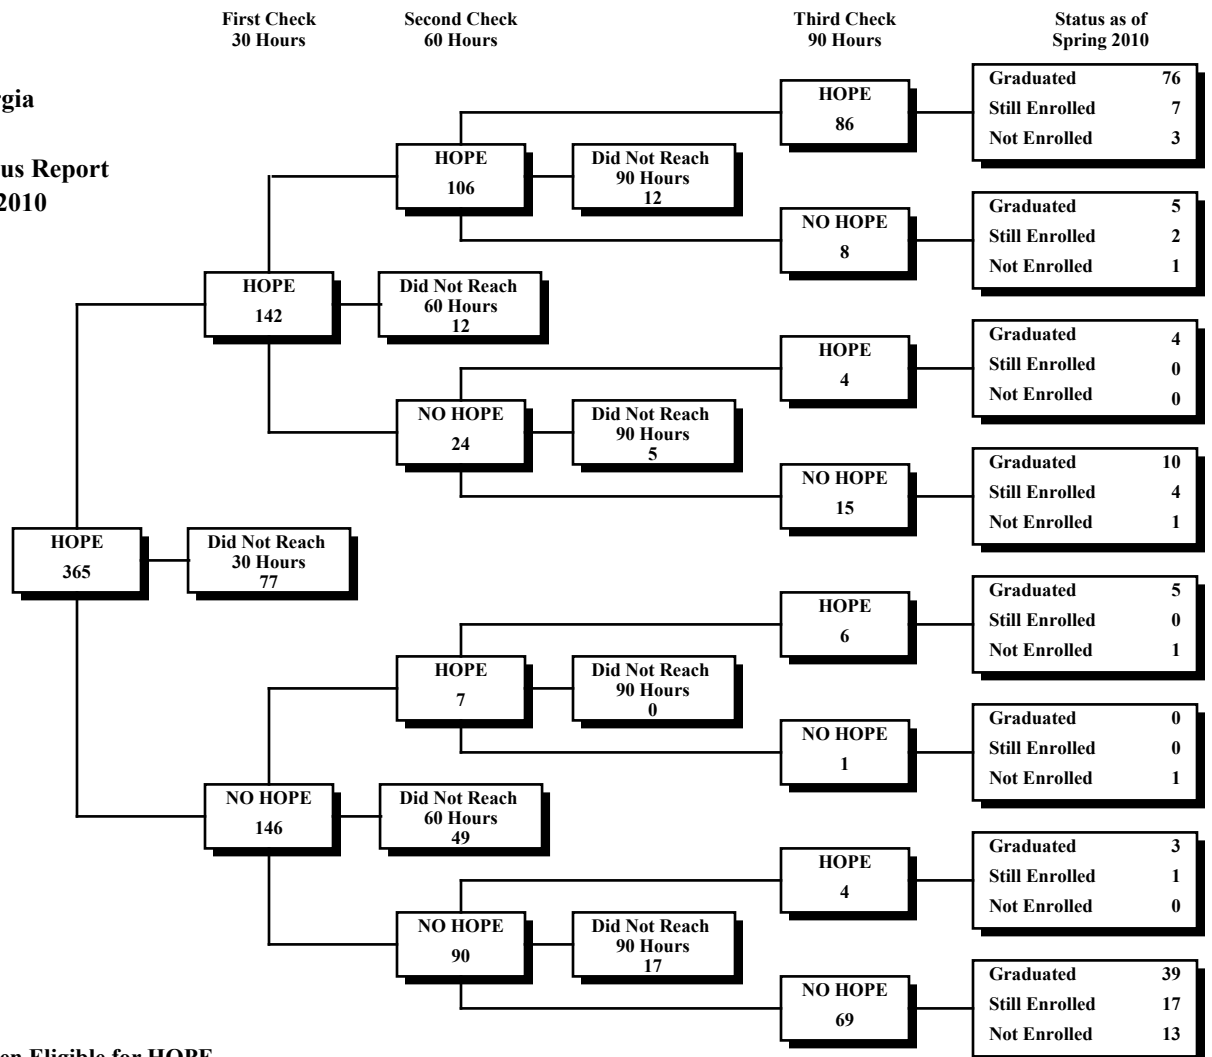 First Check
30 Hours
Second Check
60 Hours
Third Check
90 Hours
Status as of
Spring 2010
Report
2010
HOPE
86
Graduated 76
Still Enrolled 7
Not Enrolled 3
HOPE
106
Did Not Reach
90 Hours
12
NO HOPE
8
Graduated 5
Still Enrolled 2
Not Enrolled 1
HOPE
142
Did Not Reach
60 Hours
12
HOPE
4
Graduated 4
Still Enrolled 0
Not Enrolled 0
NO HOPE
24
Did Not Reach
90 Hours
5
NO HOPE
15
Graduated 10
Still Enrolled 4
Not Enrolled 1
HOPE
365
Did Not Reach
30 Hours
77
HOPE
6
Graduated 5
Still Enrolled 0
Not Enrolled 1
HOPE
7
Did Not Reach
90 Hours
0
NO HOPE
1
Graduated 0
Still Enrolled 0
Not Enrolled 1
NO HOPE
146
Did Not Reach
60 Hours
49
HOPE
4
Graduated 3
Still Enrolled 1
Not Enrolled 0
NO HOPE
90
Did Not Reach
90 Hours
17
NO HOPE
69
Graduated 39
Still Enrolled 17
Not Enrolled 13
Eligible for HOPE